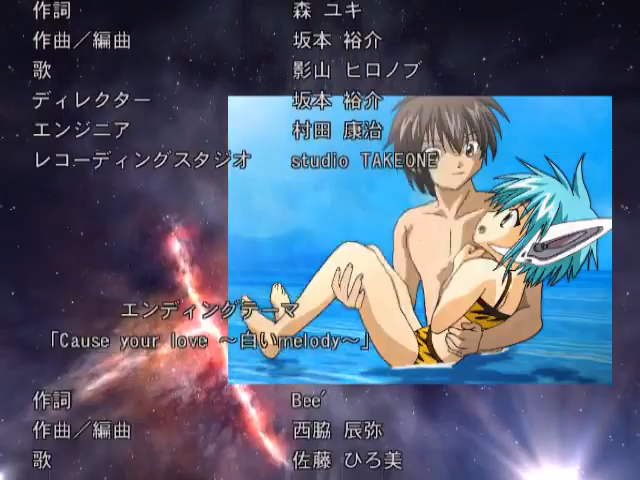 作詞 森 ユキ
作曲／編曲 坂本 裕介
歌 影山 ヒロノブ
ディレクター 坂本 裕介
エンジニア 村田 康治
レコーディングスタジオ studio TAKEONE
エンディングテーマ
「Cause your love ～白いmelody～」
作詞 Bee′
作曲／編曲 西脇 辰弥
歌 佐藤 ひろ美